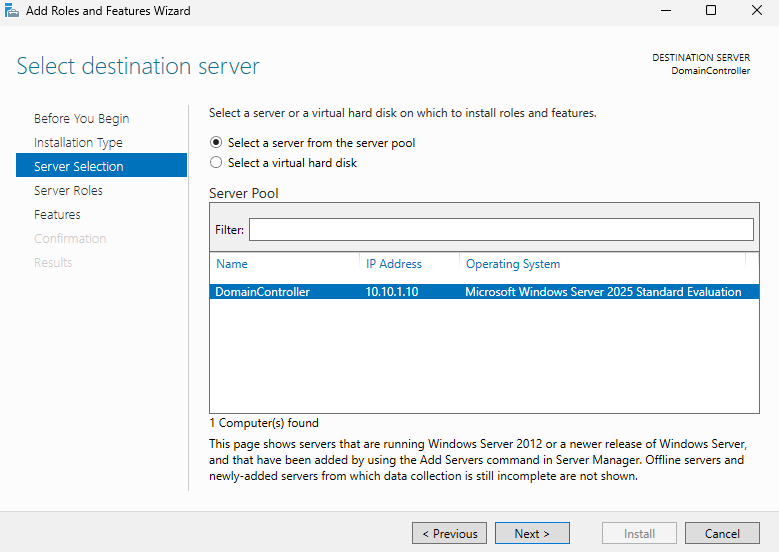 Add Roles and Features Wizard
Select destination server
DESTINATION SERVER
DomainController
Before You Begin
Installation Type
Server Selection
Server Roles
Features
Confirmation
Results
Select a server or a virtual hard disk on which to install roles and features.
Select a server from the server pool
Select a virtual hard disk
Server Pool
Filter:
Name IP Address Operating System
DomainController 10.10.1.10 Microsoft Windows Server 2025 Standard Evaluation
1 Computer(s) found
This page shows servers that are running Windows Server 2012 or a newer release of Windows Server,
and that have been added by using the Add Servers command in Server Manager. Offline servers and
newly-added servers from which data collection is still incomplete are not shown.
< Previous Next > Install Cancel